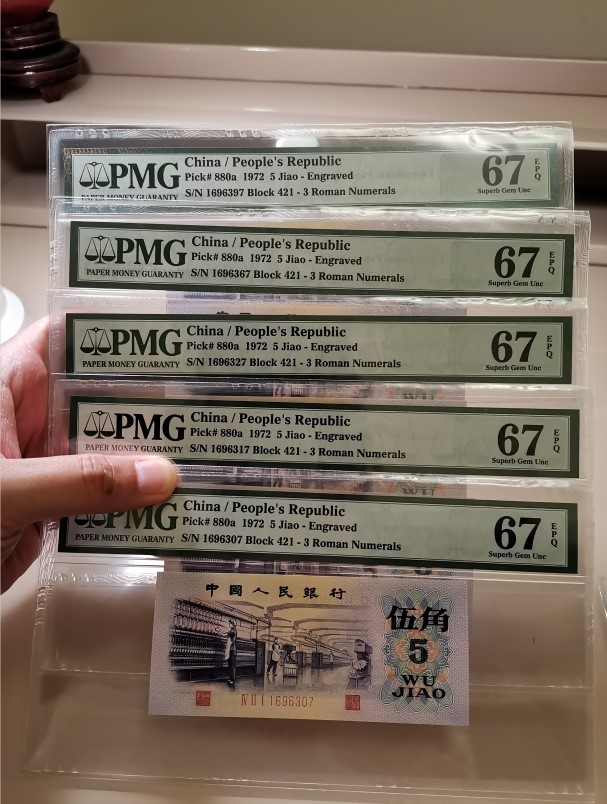 PMG
PAPER MONEY GUARANTY
China / People's Republic
Pick# 880a 1972 5 Jiao - Engraved
S/N 1696397 Block 421 - 3 Roman Numerals
67
EPQ
Superb Gem Unc
PMG
PAPER MONEY GUARANTY
China / People's Republic
Pick# 880a 1972 5 Jiao - Engraved
S/N 1696367 Block 421 - 3 Roman Numerals
67
EPQ
Superb Gem Unc
PMG
PAPER MONEY GUARANTY
China / People's Republic
Pick# 880a 1972 5 Jiao - Engraved
S/N 1696327 Block 421 - 3 Roman Numerals
67
EPQ
Superb Gem Unc
PMG
PAPER MONEY GUARANTY
China / People's Republic
Pick# 880a 1972 5 Jiao - Engraved
S/N 1696317 Block 421 - 3 Roman Numerals
67
EPQ
Superb Gem Unc
PMG
PAPER MONEY GUARANTY
China / People's Republic
Pick# 880a 1972 5 Jiao - Engraved
S/N 1696307 Block 421 - 3 Roman Numerals
67
EPQ
Superb Gem Unc
中國人民銀行
伍角
5
WU
JIAO
IV II I 1696307